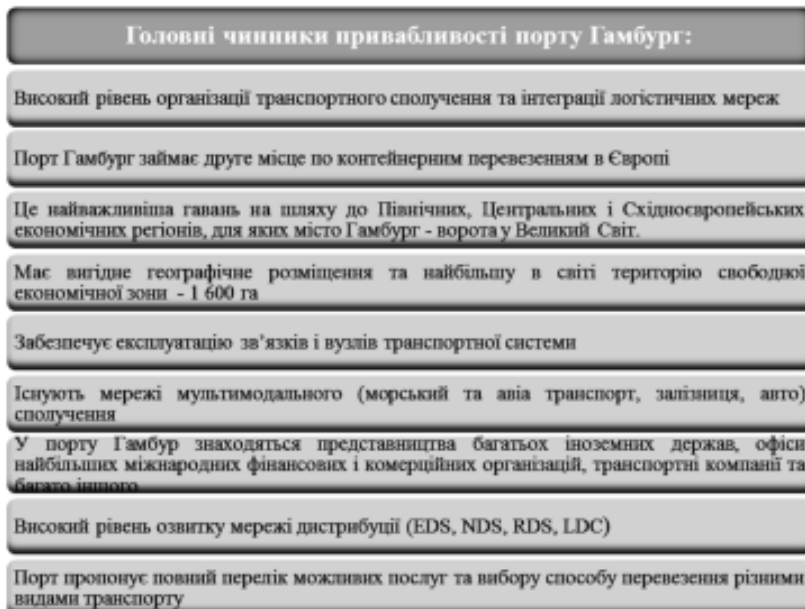 Головні чинники привабливості порту Гамбург:
Високий рівень організації транспортного сполучення та інтеграції логістичних мереж
Порт Гамбург займає друге місце по контейнерним перевезенням в Європі
Це найважливіша гавань на шляху до Північних, Центральних і Східноєвропейських
економічних регіонів, для яких місто Гамбург - ворота у Великий Світ.
Має вигідне географічне розміщення та найбільшу в світі територію свободної
економічної зони - 1 600 га
Забезпечує експлуатацію зв’язків і вузлів транспортної системи
Існують мережі мультимодального (морський та авіа транспорт, залізниця, авто)
сполучення
У порту Гамбур знаходяться представництва багатьох іноземних держав, офіси
найбільших міжнародних фінансових і комерційних організацій, транспортні компанії та
багато іншого
Високий рівень озвитку мережі дистрибуції (EDS, NDS, RDS, LDC)
Порт пропонує повний перелік можливих послуг та вибору способу перевезення різними
видами транспорту